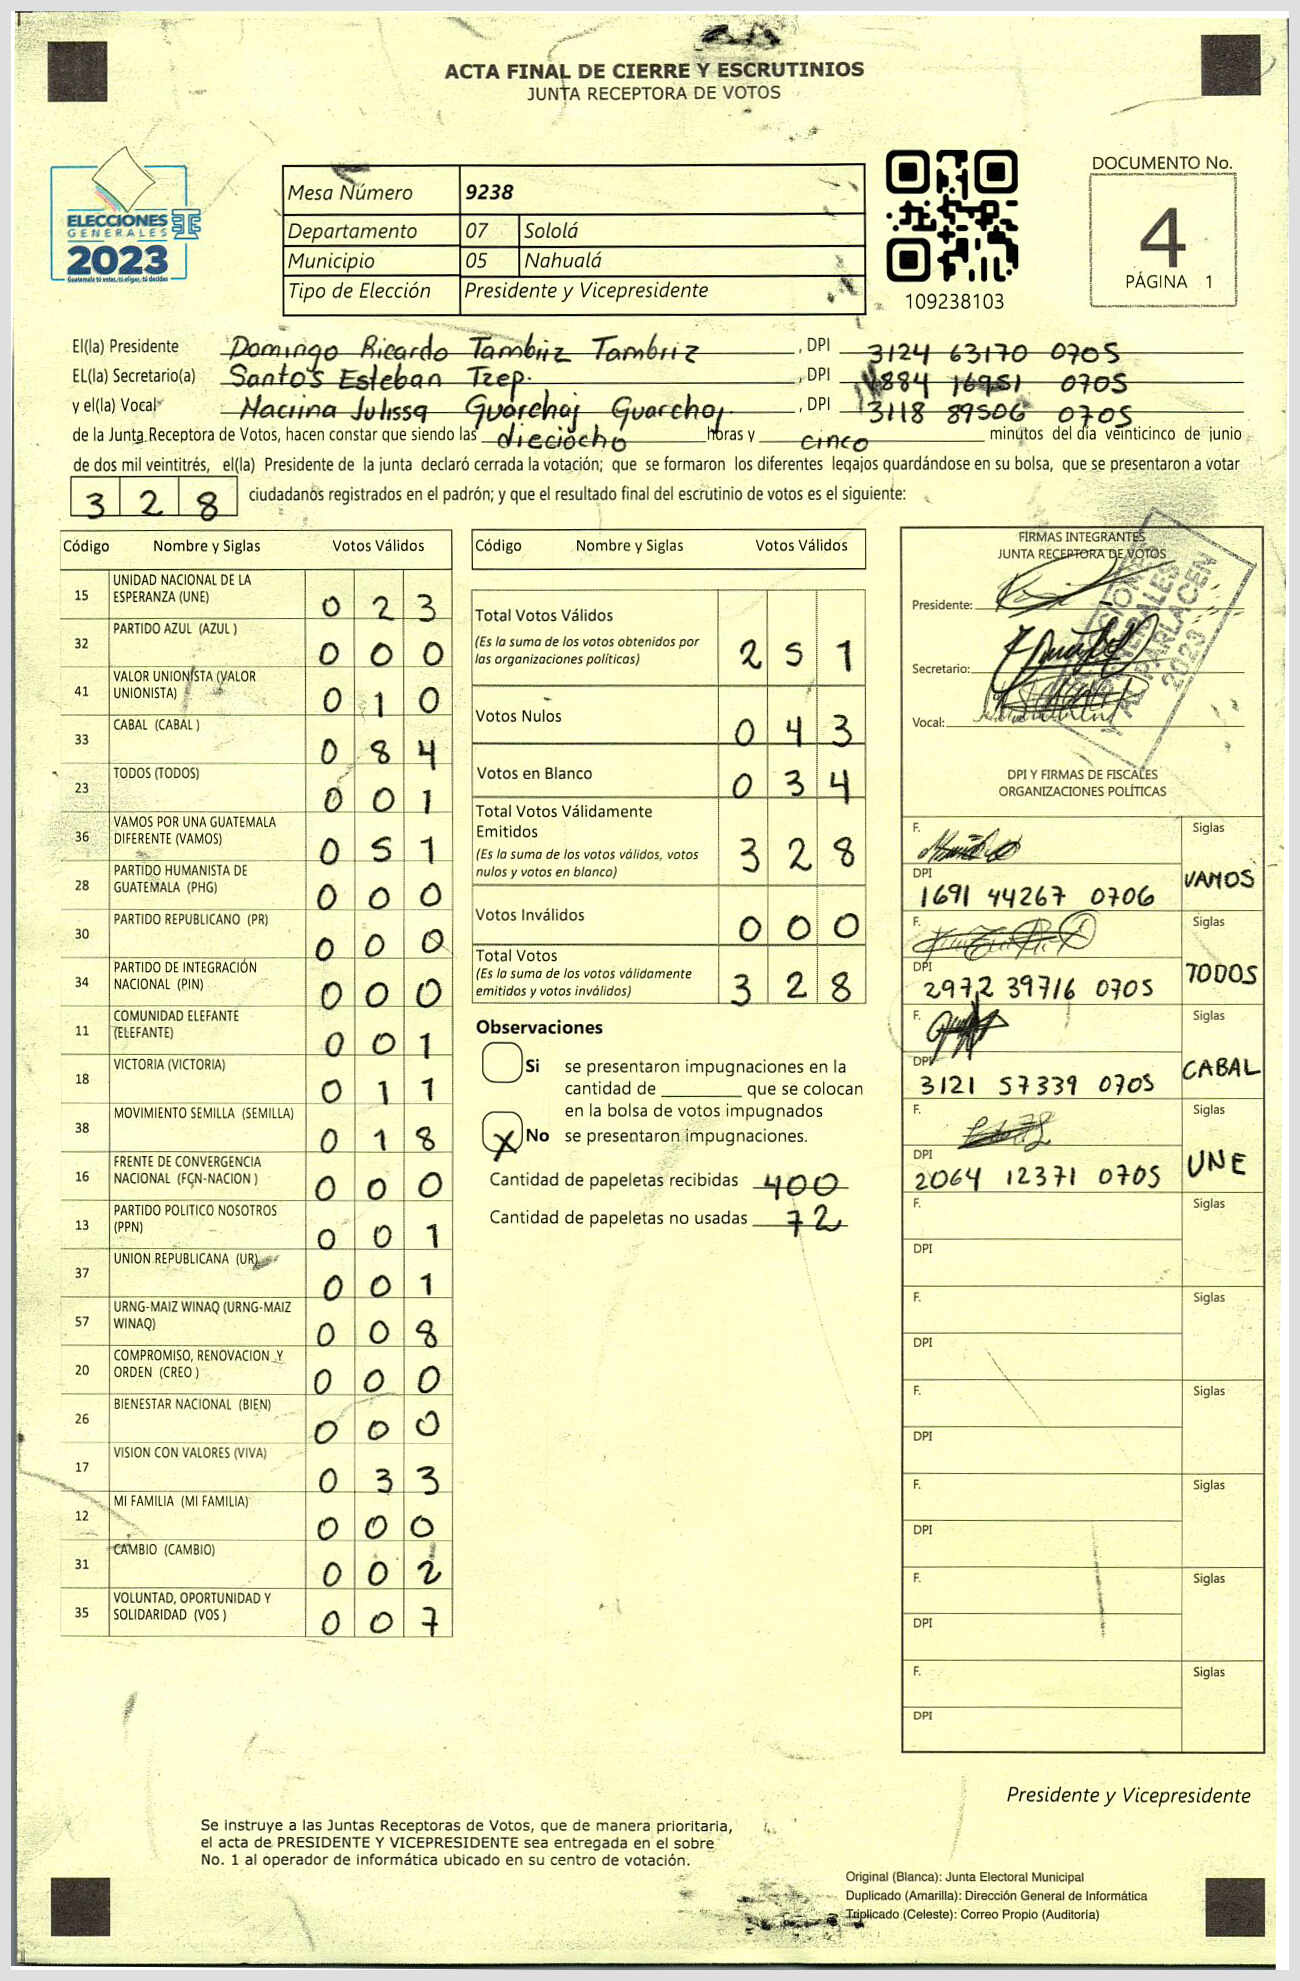 ACTA FINAL DE CIERRE Y ESCRUTINIOS
JUNTA RECEPTORA DE VOTOS
ELECCIONES
GENERALES
2023
Guatemala tú votas, tú eliges, tú decides
Mesa Número 9238
Departamento 07 Sololá
Municipio 05 Nahualá
Tipo de Elección Presidente y Vicepresidente
109238103
DOCUMENTO No.
4
PÁGINA 1
El(la) Presidente Domingo Ricardo Tambriz Tambriz , DPI 3124 63170 0705
EL(la) Secretario(a) Santos Esteban Tzep. , DPI 1884 16951 0705
y el(la) Vocal Julissa Guarchaj Guarchaj. , DPI 3118 89506 0705
de la Junta Receptora de Votos, hacen constar que siendo las dieciocho horas y cinco minutos del día veinticinco de junio
de dos mil veintitrés, el(la) Presidente de la junta declaró cerrada la votación; que se formaron los diferentes legajos quardándose en su bolsa, que se presentaron a votar
328 ciudadanos registrados en el padrón; y que el resultado final del escrutinio de votos es el siguiente:
Código Nombre y Siglas Votos Válidos
15 UNIDAD NACIONAL DE LA ESPERANZA (UNE) 0 2 3
32 PARTIDO AZUL (AZUL ) 0 0 0
41 VALOR UNIONISTA (VALOR UNIONISTA) 0 1 0
33 CABAL (CABAL ) 0 8 4
23 TODOS (TODOS) 0 0 1
36 VAMOS POR UNA GUATEMALA DIFERENTE (VAMOS) 0 5 1
28 PARTIDO HUMANISTA DE GUATEMALA (PHG) 0 0 0
30 PARTIDO REPUBLICANO (PR) 0 0 0
34 PARTIDO DE INTEGRACIÓN NACIONAL (PIN) 0 0 0
11 COMUNIDAD ELEFANTE (ELEFANTE) 0 0 1
18 VICTORIA (VICTORIA) 0 1 1
38 MOVIMIENTO SEMILLA (SEMILLA) 0 1 8
16 FRENTE DE CONVERGENCIA NACIONAL (FCN-NACION ) 0 0 0
13 PARTIDO POLITICO NOSOTROS (PPN) 0 0 1
37 UNION REPUBLICANA (UR) 0 0 1
57 URNG-MAIZ WINAQ (URNG-MAIZ WINAQ) 0 0 8
20 COMPROMISO, RENOVACION Y ORDEN (CREO ) 0 0 0
26 BIENESTAR NACIONAL (BIEN) 0 0 0
17 VISION CON VALORES (VIVA) 0 3 3
12 MI FAMILIA (MI FAMILIA) 0 0 0
31 CAMBIO (CAMBIO) 0 0 2
35 VOLUNTAD, OPORTUNIDAD Y SOLIDARIDAD (VOS ) 0 0 7
Código Nombre y Siglas Votos Válidos
Total Votos Válidos
(Es la suma de los votos obtenidos por
las organizaciones políticas) 2 5 1
Votos Nulos 0 4 3
Votos en Blanco 0 3 4
Total Votos Válidamente
Emitidos
(Es la suma de los votos válidos, votos
nulos y votos en blanco) 3 2 8
Votos Inválidos 0 0 0
Total Votos
(Es la suma de los votos válidamente
emitidos y votos inválidos) 3 2 8
Observaciones
Si se presentaron impugnaciones en la
cantidad de ________ que se colocan
en la bolsa de votos impugnados
X No se presentaron impugnaciones.
Cantidad de papeletas recibidas 400
Cantidad de papeletas no usadas 72
FIRMAS INTEGRANTES
JUNTA RECEPTORA DE VOTOS
Presidente:
Secretario:
Vocal:
GENERALES
Y AL PARLACEN
2023
DPI Y FIRMAS DE FISCALES
ORGANIZACIONES POLÍTICAS
F. Siglas
DPI 1691 44267 0706 VAMOS
F. Siglas
DPI 2972 39716 0705 TODOS
F. Siglas
DPI 3121 57339 0705 CABAL
F. Siglas
DPI 2064 12371 0705 UNE
F. Siglas
DPI
F. Siglas
DPI
F. Siglas
DPI
F. Siglas
DPI
F. Siglas
DPI
F. Siglas
DPI
Presidente y Vicepresidente
Se instruye a las Juntas Receptoras de Votos, que de manera prioritaria,
el acta de PRESIDENTE Y VICEPRESIDENTE sea entregada en el sobre
No. 1 al operador de informática ubicado en su centro de votación.
Original (Blanca): Junta Electoral Municipal
Duplicado (Amarilla): Dirección General de Informática
Triplicado (Celeste): Correo Propio (Auditoria)